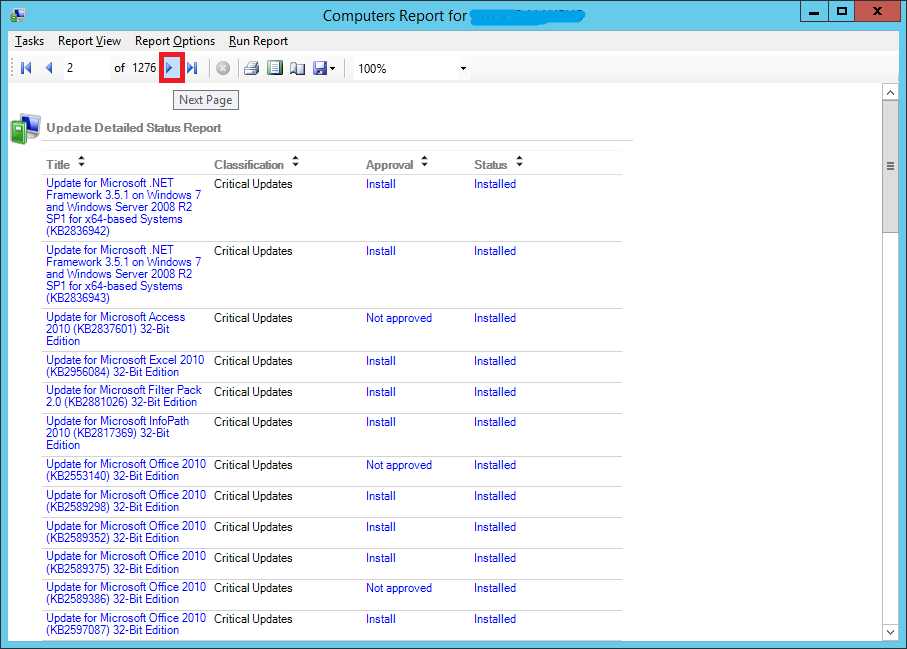 Computers Report for
Tasks Report View Report Options Run Report
2 of 1276 100%
Next Page
Update Detailed Status Report
Title Classification Approval Status
Update for Microsoft .NET Critical Updates Install Installed
Framework 3.5.1 on Windows 7
and Windows Server 2008 R2
SP1 for x64-based Systems
(KB2836942)
Update for Microsoft .NET Critical Updates Install Installed
Framework 3.5.1 on Windows 7
and Windows Server 2008 R2
SP1 for x64-based Systems
(KB2836943)
Update for Microsoft Access Critical Updates Not approved Installed
2010 (KB2837601) 32-Bit
Edition
Update for Microsoft Excel 2010 Critical Updates Install Installed
(KB2956084) 32-Bit Edition
Update for Microsoft Filter Pack Critical Updates Install Installed
2.0 (KB2881026) 32-Bit Edition
Update for Microsoft InfoPath Critical Updates Install Installed
2010 (KB2817369) 32-Bit
Edition
Update for Microsoft Office 2010 Critical Updates Not approved Installed
(KB2553140) 32-Bit Edition
Update for Microsoft Office 2010 Critical Updates Install Installed
(KB2589298) 32-Bit Edition
Update for Microsoft Office 2010 Critical Updates Install Installed
(KB2589352) 32-Bit Edition
Update for Microsoft Office 2010 Critical Updates Install Installed
(KB2589375) 32-Bit Edition
Update for Microsoft Office 2010 Critical Updates Not approved Installed
(KB2589386) 32-Bit Edition
Update for Microsoft Office 2010 Critical Updates Install Installed
(KB2597087) 32-Bit Edition